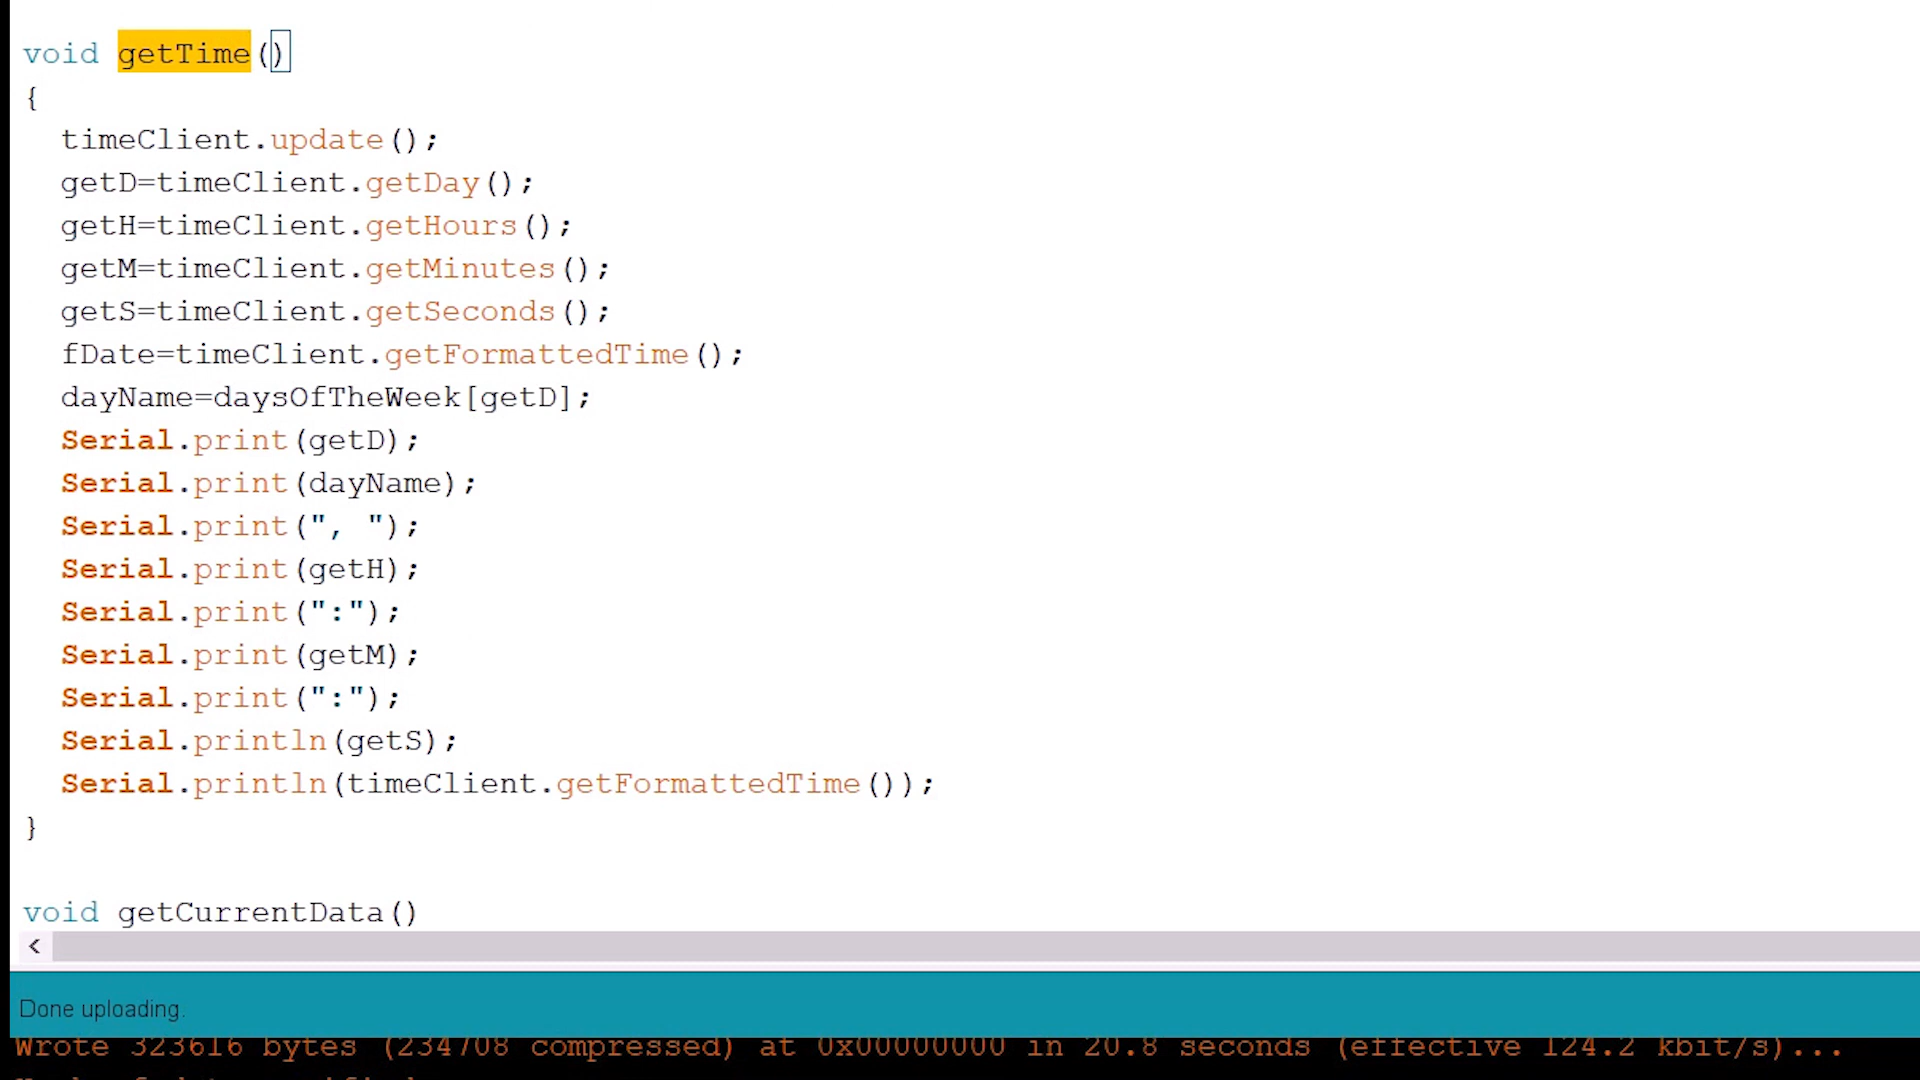 void getTime()
{
timeClient.update();
getD=timeClient.getDay();
getH=timeClient.getHours();
getM=timeClient.getMinutes();
getS=timeClient.getSeconds();
fDate=timeClient.getFormattedTime();
dayName=daysOfTheWeek[getD];
Serial.print(getD);
Serial.print(dayName);
Serial.print(", ");
Serial.print(getH);
Serial.print(":");
Serial.print(getM);
Serial.print(":");
Serial.println(getS);
Serial.println(timeClient.getFormattedTime());
}
void getCurrentData()
<
Done uploading.
Wrote 323616 bytes (234708 compressed) at 0x00000000 in 20.8 seconds (effective 124.2 kbit/s)...